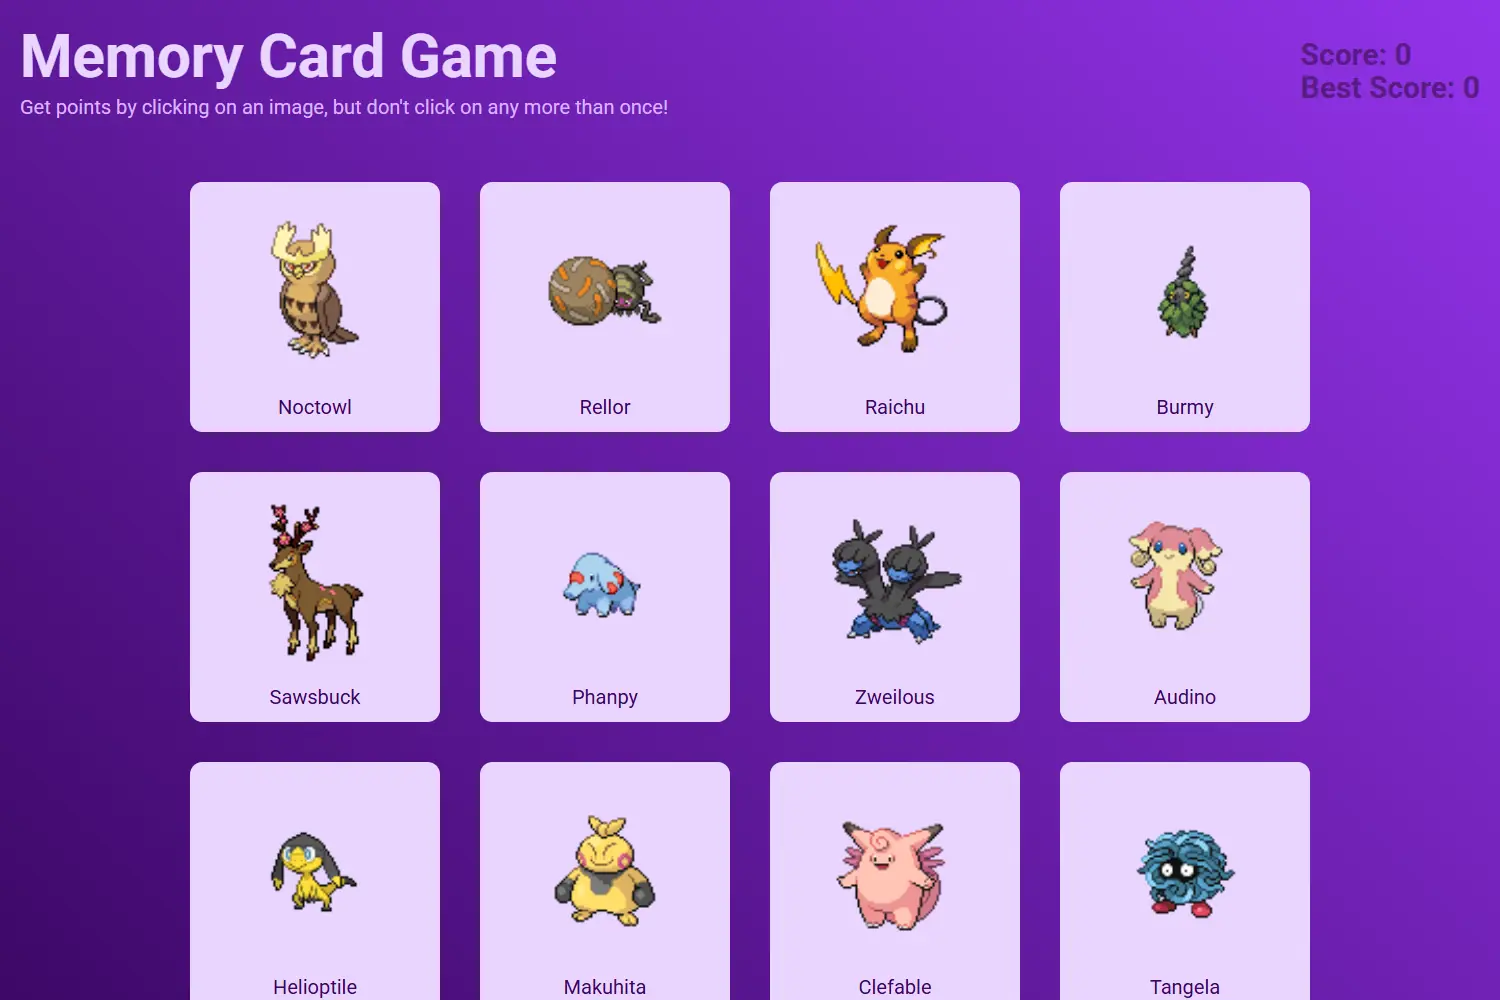 Memory Card Game
Get points by clicking on an image, but don't click on any more than once!
Score: 0
Best Score: 0
Noctowl
Rellor
Raichu
Burmy
Sawsbuck
Phanpy
Zweilous
Audino
Helioptile
Makuhita
Clefable
Tangela